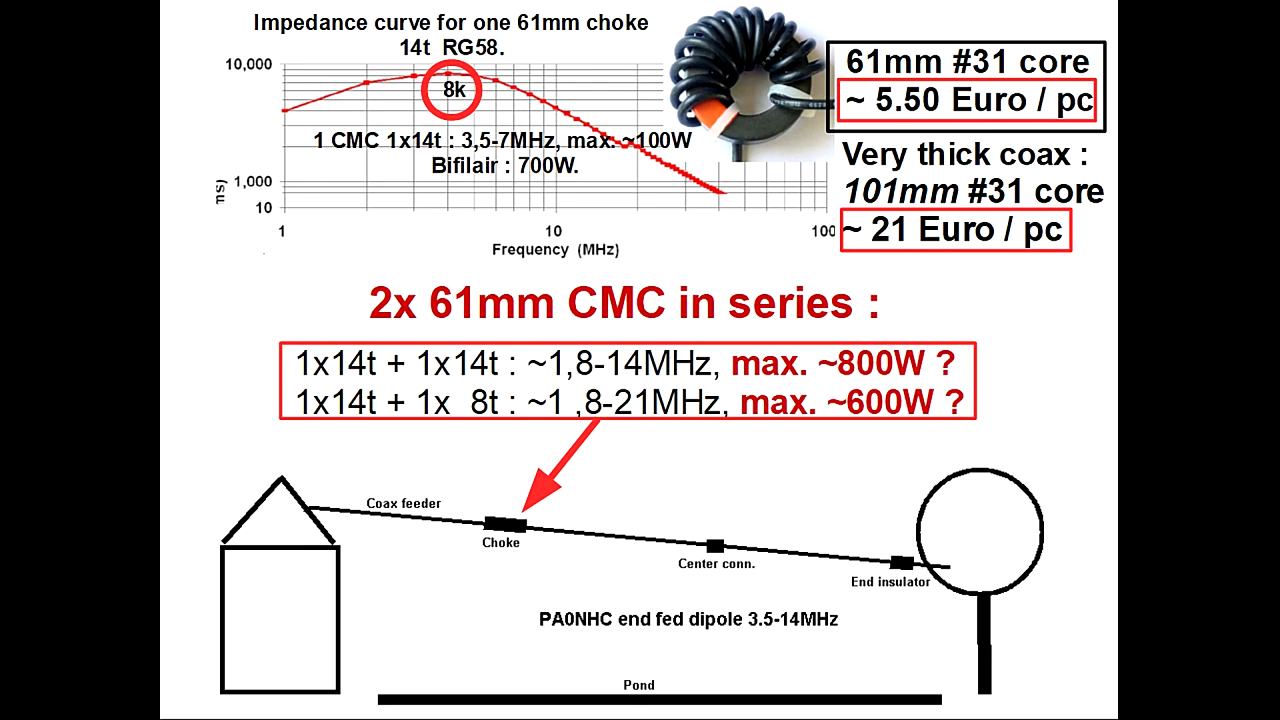 Impedance curve for one 61mm choke
14t RG58.
10,000
8k
1 CMC 1x14t : 3,5-7MHz, max. ~100W
Bifilair : 700W.
1,000
ms)
10
1
10
100
Frequency (MHz)
61mm #31 core
~ 5.50 Euro / pc
Very thick coax :
101mm #31 core
~ 21 Euro / pc
2x 61mm CMC in series :
1x14t + 1x14t : ~1,8-14MHz, max. ~800W ?
1x14t + 1x 8t : ~1 ,8-21MHz, max. ~600W ?
Coax feeder
Choke
Center conn.
End insulator
PA0NHC end fed dipole 3.5-14MHz
Pond